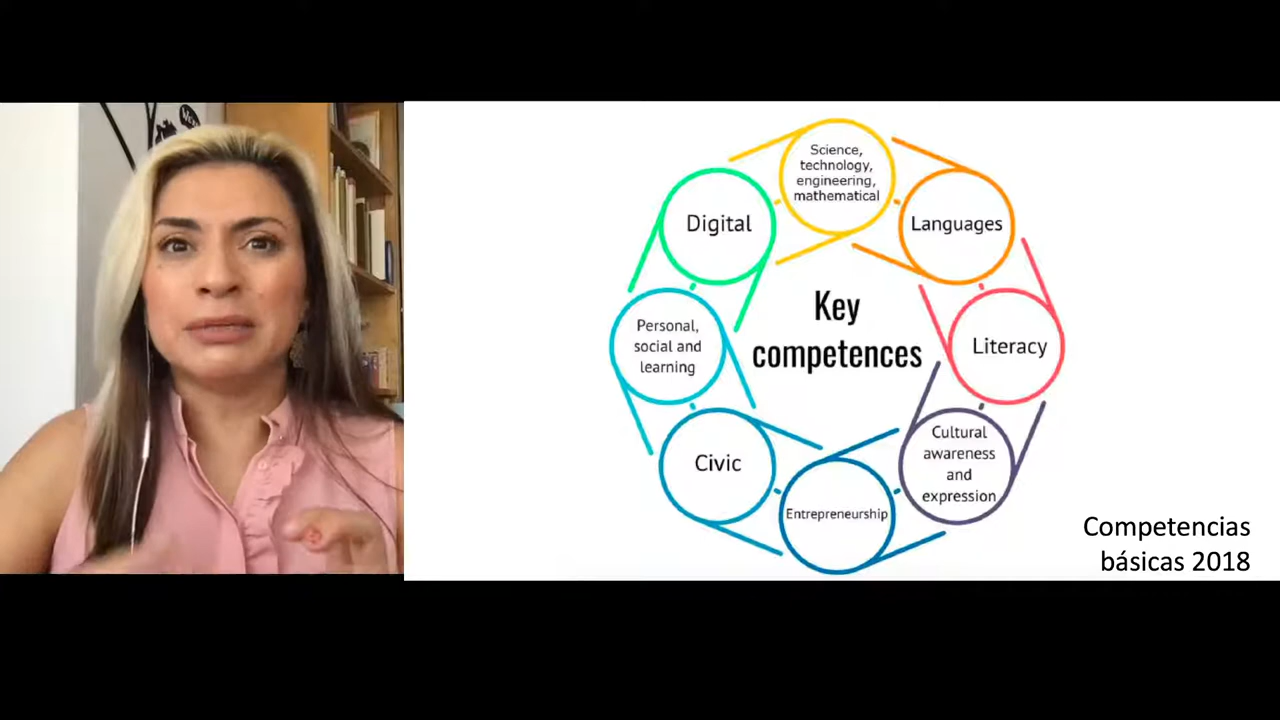 Science,
technology,
engineering,
mathematical
Digital
Languages
Key
competences
Personal,
social and
learning
Literacy
Civic
Cultural
awareness
and
expression
Entrepreneurship
Competencias
básicas 2018